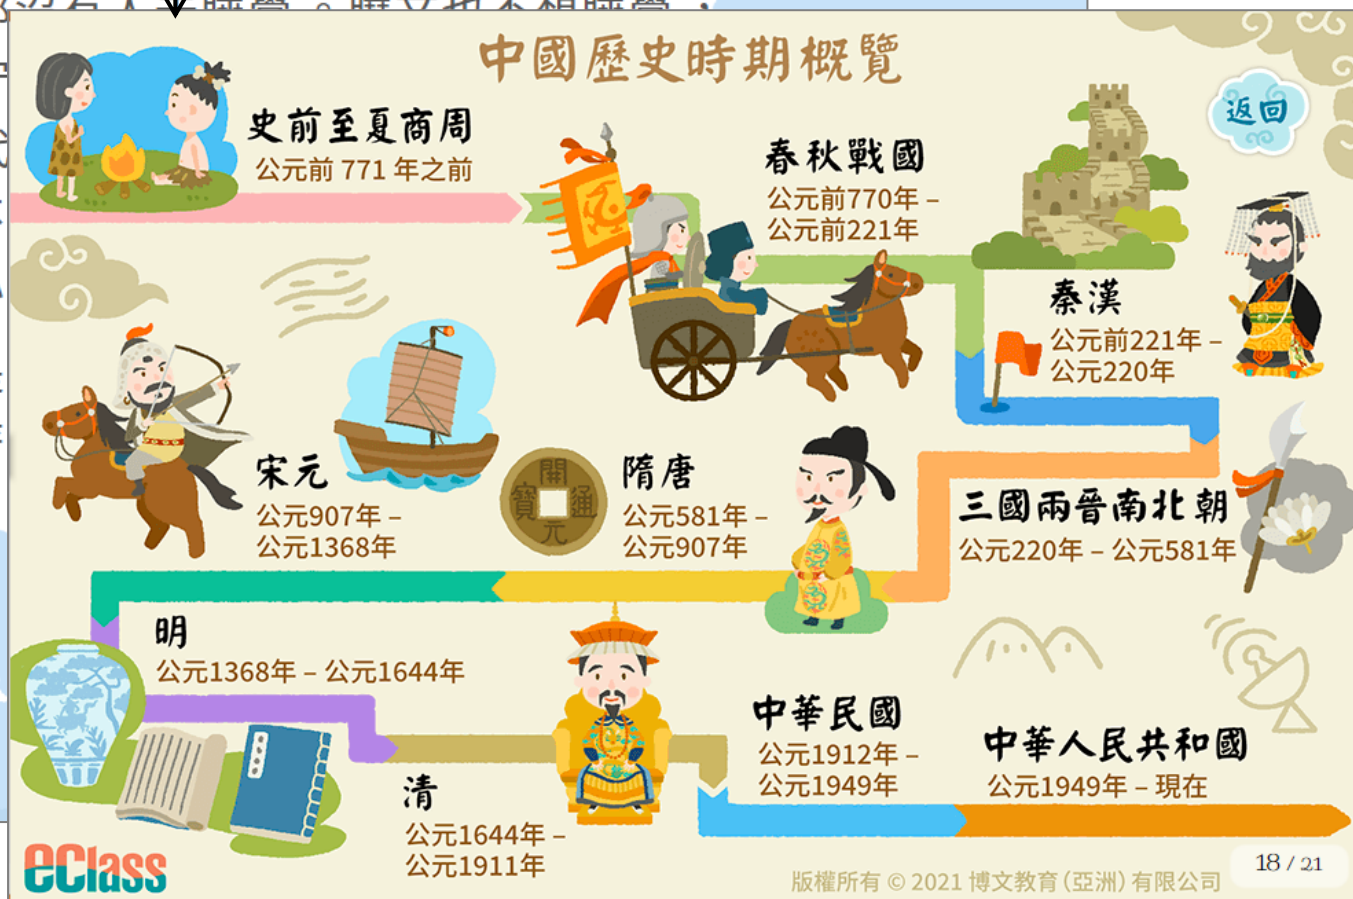 中國歷史時期概覽
返回
史前至夏商周
公元前 771 年之前
春秋戰國
公元前770年 –
公元前221年
秦漢
公元前221年 –
公元220年
三國兩晉南北朝
公元220年 – 公元581年
隋唐
公元581年 –
公元907年
開
寶 通
元
宋元
公元907年 –
公元1368年
明
公元1368年 – 公元1644年
清
公元1644年 –
公元1911年
中華民國
公元1912年 –
公元1949年
中華人民共和國
公元1949年 – 現在
eClass
版權所有 © 2021 博文教育（亞洲）有限公司
18 / 21